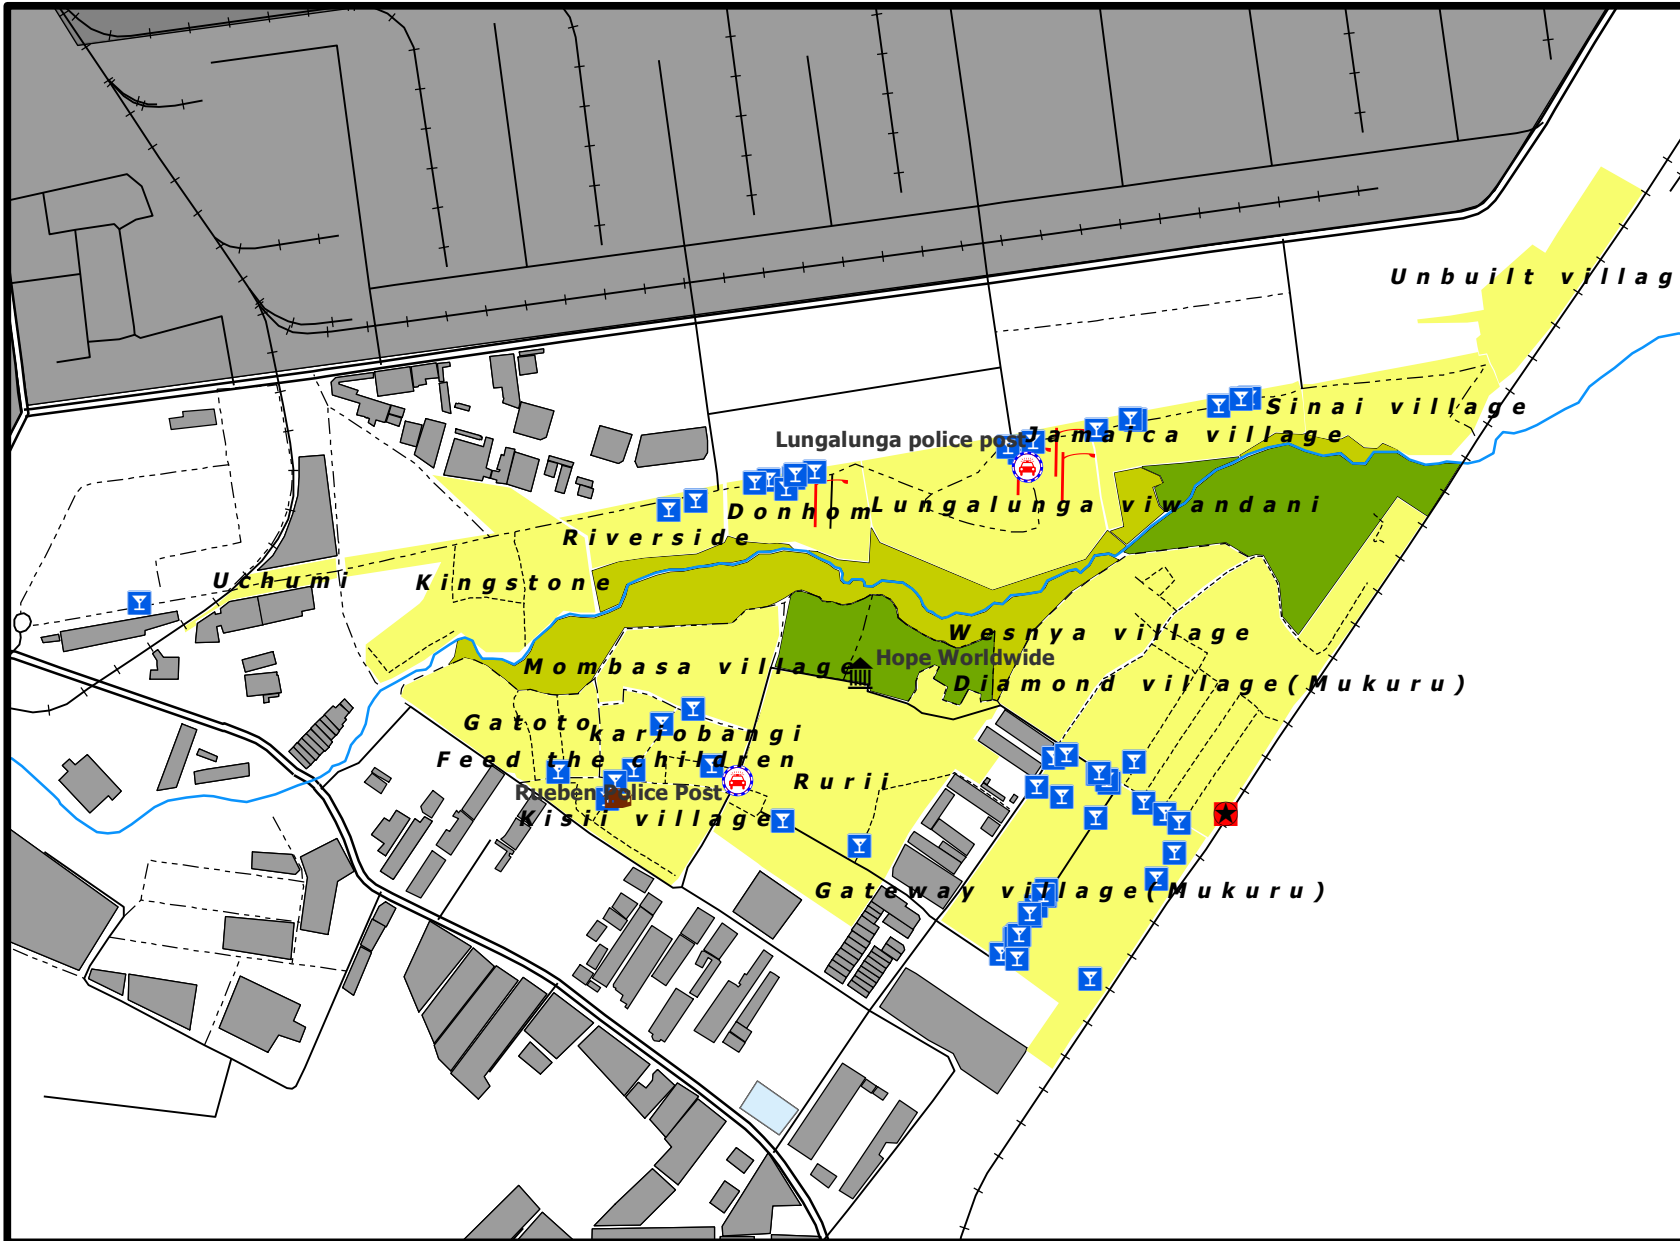 Unbuilt villag
Sinai village
Jamaica village
Lungalunga police post
Lungalunga viwandani
Donhom
Riverside
Uchumi
Kingstone
Wesnya village
Hope Worldwide
Mombasa village
Diamond village(Mukuru)
Gatoto
kariobangi
Feed the children
Rurii
Rueben Police Post
Kisii village
Gateway village(Mukuru)